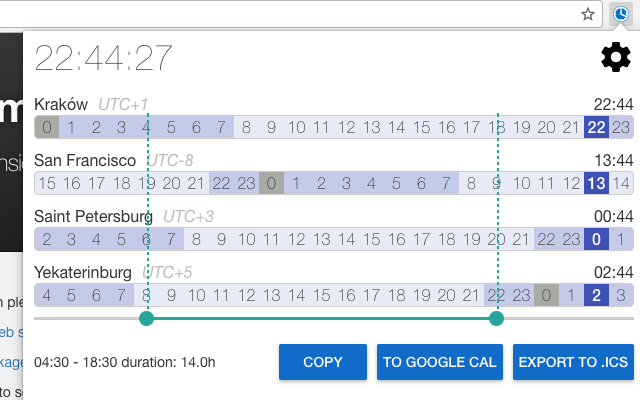 22:44:27
Kraków UTC+1 22:44
0 1 2 3 4 5 6 7 8 9 10 11 12 13 14 15 16 17 18 19 20 21 22 23
San Francisco UTC-8 13:44
15 16 17 18 19 20 21 22 23 0 1 2 3 4 5 6 7 8 9 10 11 12 13 14
Saint Petersburg UTC+3 00:44
2 3 4 5 6 7 8 9 10 11 12 13 14 15 16 17 18 19 20 21 22 23 0 1
Yekaterinburg UTC+5 02:44
4 5 6 7 8 9 10 11 12 13 14 15 16 17 18 19 20 21 22 23 0 1 2 3
04:30 - 18:30 duration: 14.0h COPY TO GOOGLE CAL EXPORT TO .ICS